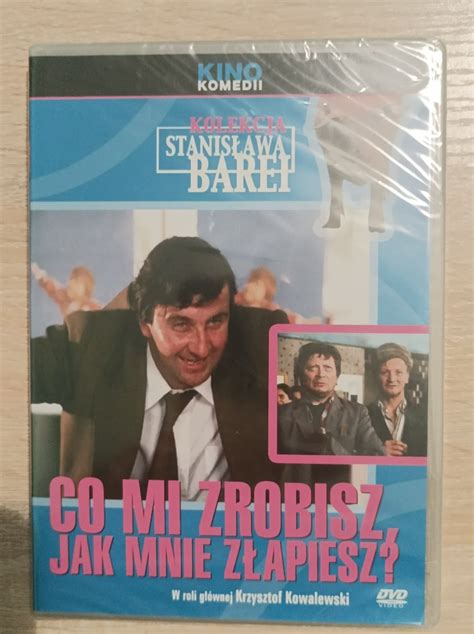 KINO
KOMEDII
KOLEKCJA
STANISŁAWA
BAREI
CO MI ZROBISZ,
JAK MNIE ZŁAPIESZ?
W roli głównej Krzysztof Kowalewski
DVD
VIDEO